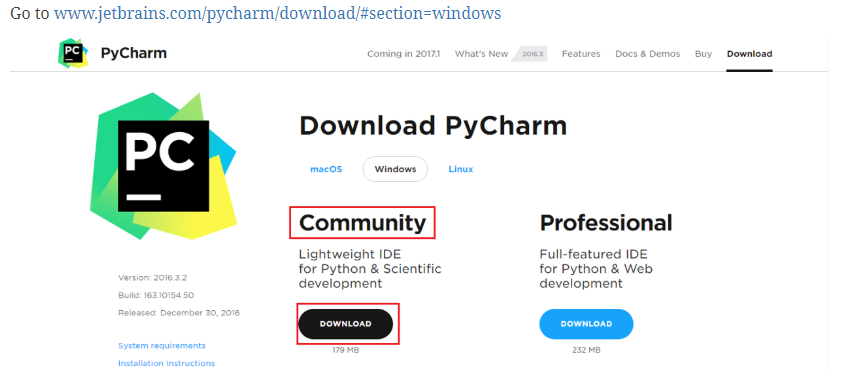 Go to www.jetbrains.com/pycharm/download/#section=windows
PC PyCharm
Coming in 2017.1 What's New 2016.3 Features Docs & Demos Buy Download
PC
Download PyCharm
macOS Windows Linux
Community
Lightweight IDE
for Python & Scientific
development
DOWNLOAD
179 MB
Professional
Full-featured IDE
for Python & Web
development
DOWNLOAD
232 MB
Version: 2016.3.2
Build: 163.10154.50
Released: December 30, 2016
System requirements
Installation Instructions